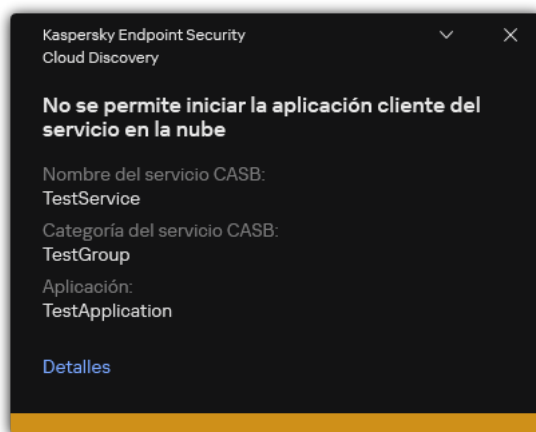 Kaspersky Endpoint Security
Cloud Discovery
No se permite iniciar la aplicación cliente del
servicio en la nube
Nombre del servicio CASB:
TestService
Categoría del servicio CASB:
TestGroup
Aplicación:
TestApplication
Detalles